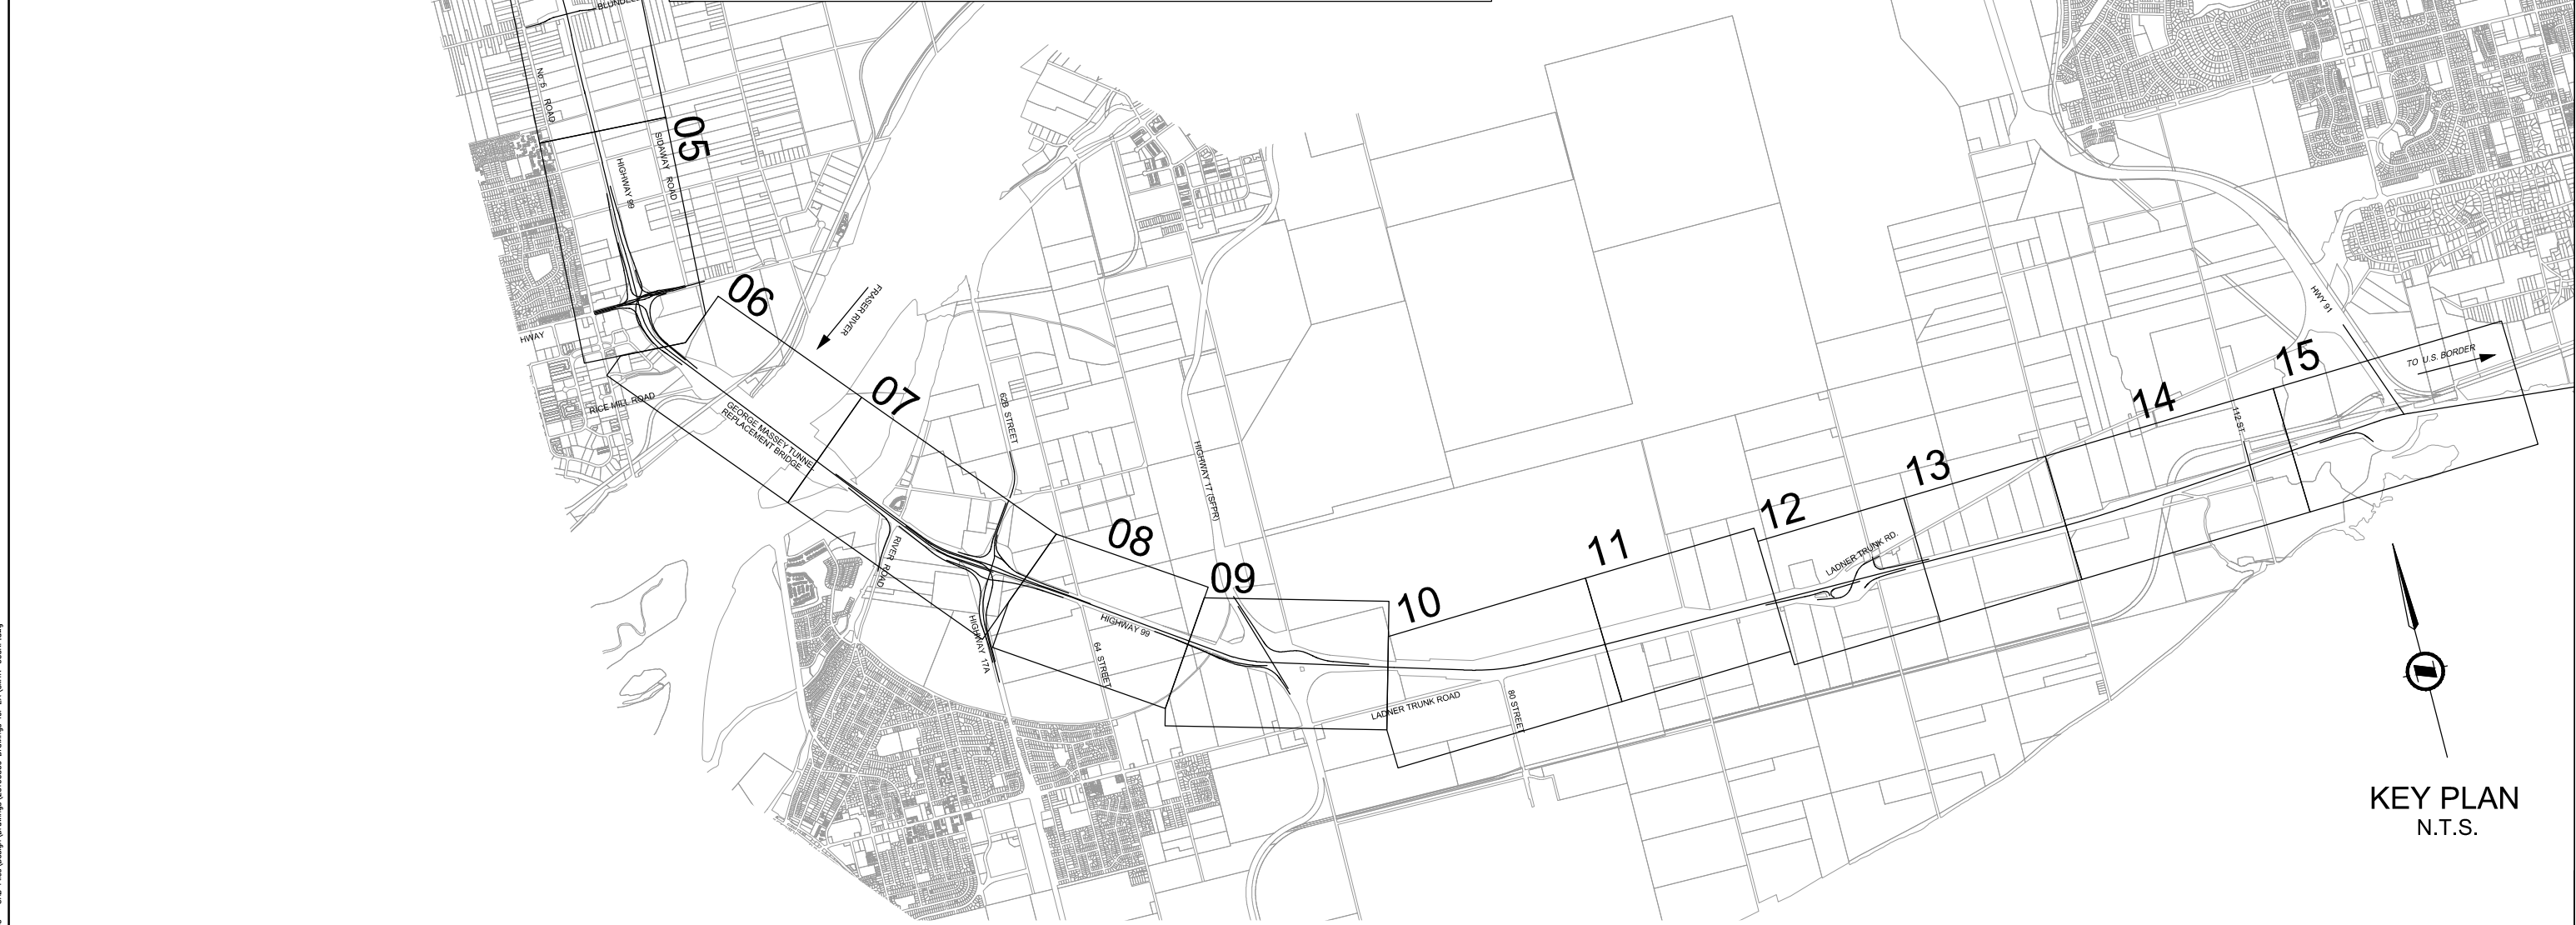 BLUNDELL
No. 5 ROAD
05
SIDAWAY ROAD
HIGHWAY 99
06
FRASER RIVER
HWAY
RICE MILL ROAD
GEORGE MASSEY TUNNEL
REPLACEMENT BRIDGE
07
62B STREET
HIGHWAY 17 (SFPR)
RIVER ROAD
HIGHWAY 17A
08
HIGHWAY 99
64 STREET
09
10
LADNER TRUNK ROAD
80 STREET
11
12
LADNER TRUNK RD.
13
14
112 ST.
15
HWY 91
TO U.S. BORDER
KEY PLAN
N.T.S.